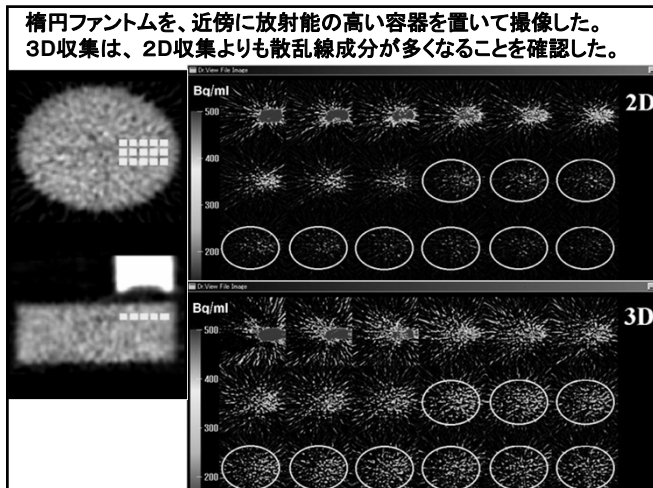 楕円ファントムを、近傍に放射能の高い容器を置いて撮像した。
3D収集は、2D収集よりも散乱線成分が多くなることを確認した。
Dr.View File Image
Bq/ml
2D
500
400
300
200
Dr.View File Image
Bq/ml
3D
500
400
300
200